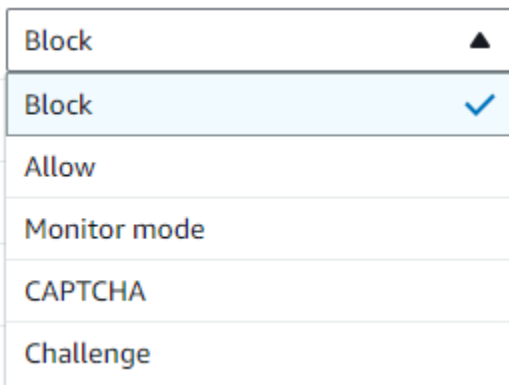 Block
Block
Allow
Monitor mode
CAPTCHA
Challenge